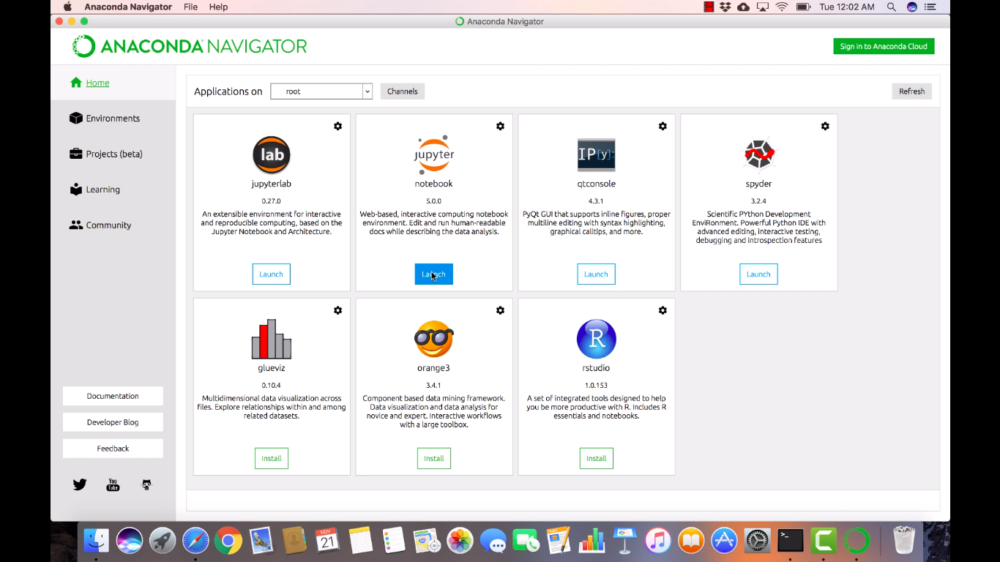 Anaconda Navigator File Help Tue 12:02 AM
Anaconda Navigator
ANACONDA NAVIGATOR
Sign in to Anaconda Cloud
Home
Environments
Projects (beta)
Learning
Community
Documentation
Developer Blog
Feedback
You
Tube
Applications on root Channels Refresh
lab
jupyterlab
0.27.0
An extensible environment for interactive
and reproducible computing, based on the
Jupyter Notebook and Architecture.
Launch
jupyter
notebook
5.0.0
Web-based, interactive computing notebook
environment. Edit and run human-readable
docs while describing the data analysis.
Launch
IP[y]:
qtconsole
4.3.1
PyQt GUI that supports inline figures, proper
multiline editing with syntax highlighting,
graphical calltips, and more.
Launch
spyder
3.2.4
Scientific PYthon Development
EnviRonment. Powerful Python IDE with
advanced editing, interactive testing,
debugging and introspection features
Launch
glueviz
0.10.4
Multidimensional data visualization across
files. Explore relationships within and among
related datasets.
Install
orange3
3.4.1
Component based data mining framework.
Data visualization and data analysis for
novice and expert. Interactive workflows
with a large toolbox.
Install
R
rstudio
1.0.153
A set of integrated tools designed to help
you be more productive with R. Includes R
essentials and notebooks.
Install
NOV
21